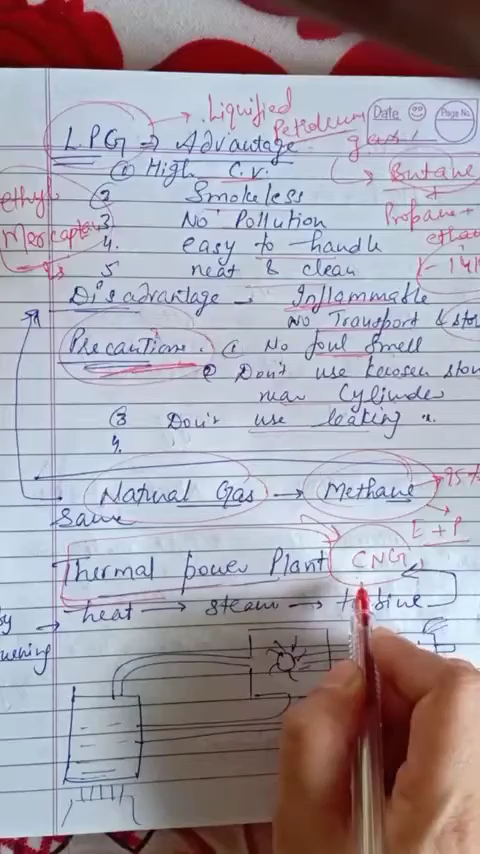 Liquified
Petroleum
gas
Date
Page No.
LPG ⇒ Advantage
① High C.V.
Butane
+
ethyl
② Smokeless
Propane +
Mercaptan
3 No Pollution
ethane
4. easy to handle
5 neat & clean
Disadvantage → Inflammable
No Transport &
Precautions. ① No foul Smell
② Don't use kerosen
near Cylinder
③ Don't use leaking
4.
Natural Gas → Methane
95%
Same
E + P
Thermal power Plant
CNG
heat → steam → turbine
by